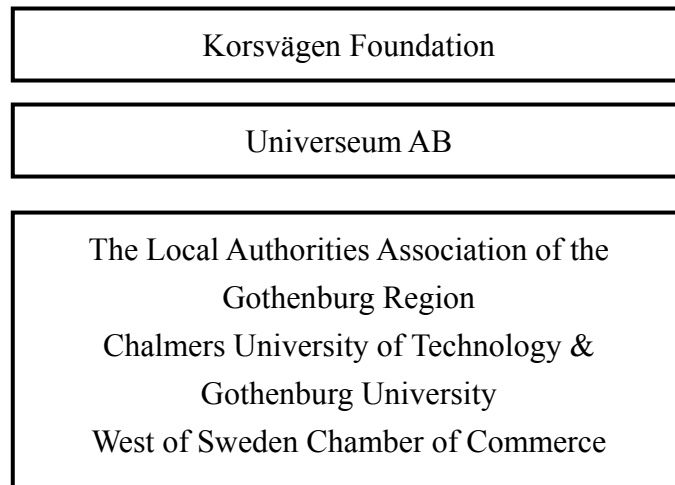 Korsvägen Foundation
Universeum AB
The Local Authorities Association of the
Gothenburg Region
Chalmers University of Technology &
Gothenburg University
West of Sweden Chamber of Commerce